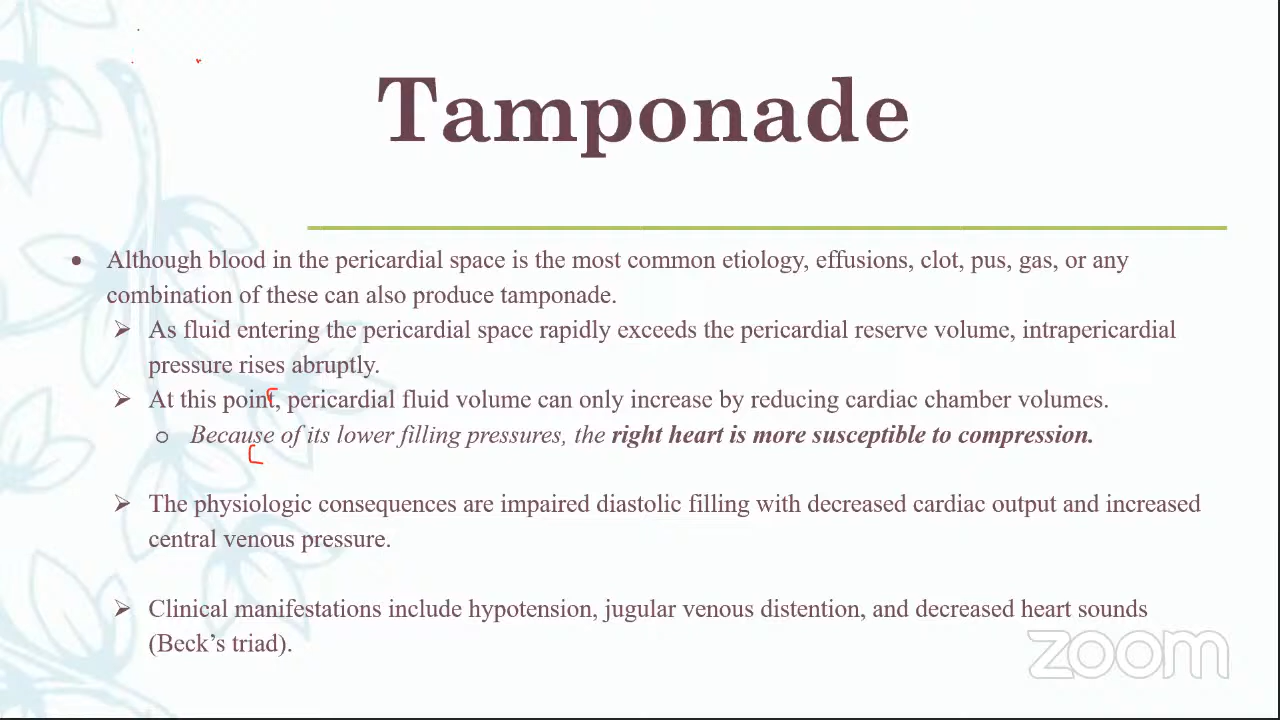 Tamponade
• Although blood in the pericardial space is the most common etiology, effusions, clot, pus, gas, or any
combination of these can also produce tamponade.
➢ As fluid entering the pericardial space rapidly exceeds the pericardial reserve volume, intrapericardial
pressure rises abruptly.
➢ At this point, pericardial fluid volume can only increase by reducing cardiac chamber volumes.
o Because of its lower filling pressures, the right heart is more susceptible to compression.
➢ The physiologic consequences are impaired diastolic filling with decreased cardiac output and increased
central venous pressure.
➢ Clinical manifestations include hypotension, jugular venous distention, and decreased heart sounds
(Beck’s triad).
zoom